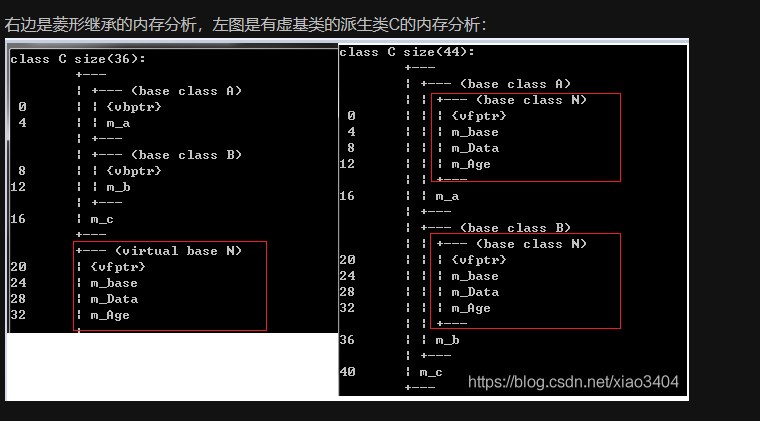 右边是菱形继承的内存分析，左图是有虚基类的派生类C的内存分析：
class C size(36):
+---
¦ +--- (base class A)
0 ¦ ¦ {vbptr}
4 ¦ ¦ m_a
¦ +---
¦ +--- (base class B)
8 ¦ ¦ {vbptr}
12 ¦ ¦ m_b
¦ +---
16 ¦ m_c
+---
+--- (virtual base N)
20 ¦ {vfptr}
24 ¦ m_base
28 ¦ m_Data
32 ¦ m_Age
class C size(44):
+---
¦ +--- (base class A)
¦ ¦ +--- (base class N)
0 ¦ ¦ ¦ {vfptr}
4 ¦ ¦ ¦ m_base
8 ¦ ¦ ¦ m_Data
12 ¦ ¦ ¦ m_Age
¦ ¦ +---
16 ¦ ¦ m_a
¦ +---
¦ +--- (base class B)
¦ ¦ +--- (base class N)
20 ¦ ¦ ¦ {vfptr}
24 ¦ ¦ ¦ m_base
28 ¦ ¦ ¦ m_Data
32 ¦ ¦ ¦ m_Age
¦ ¦ +---
36 ¦ ¦ m_b
¦ +---
40 ¦ m_c
+---
https://blog.csdn.net/xiao3404